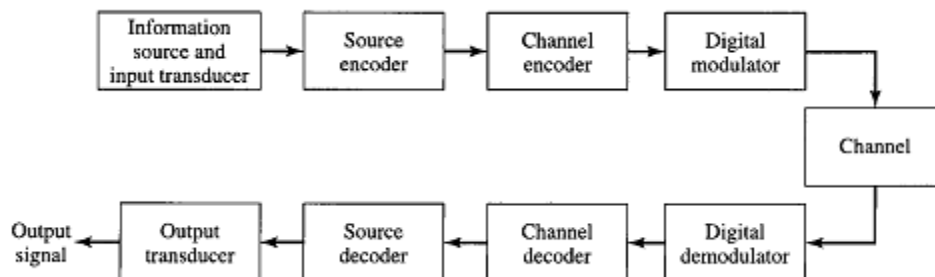 Information
source and
input transducer
Source
encoder
Channel
encoder
Digital
modulator
Channel
Output
signal
Output
transducer
Source
decoder
Channel
decoder
Digital
demodulator